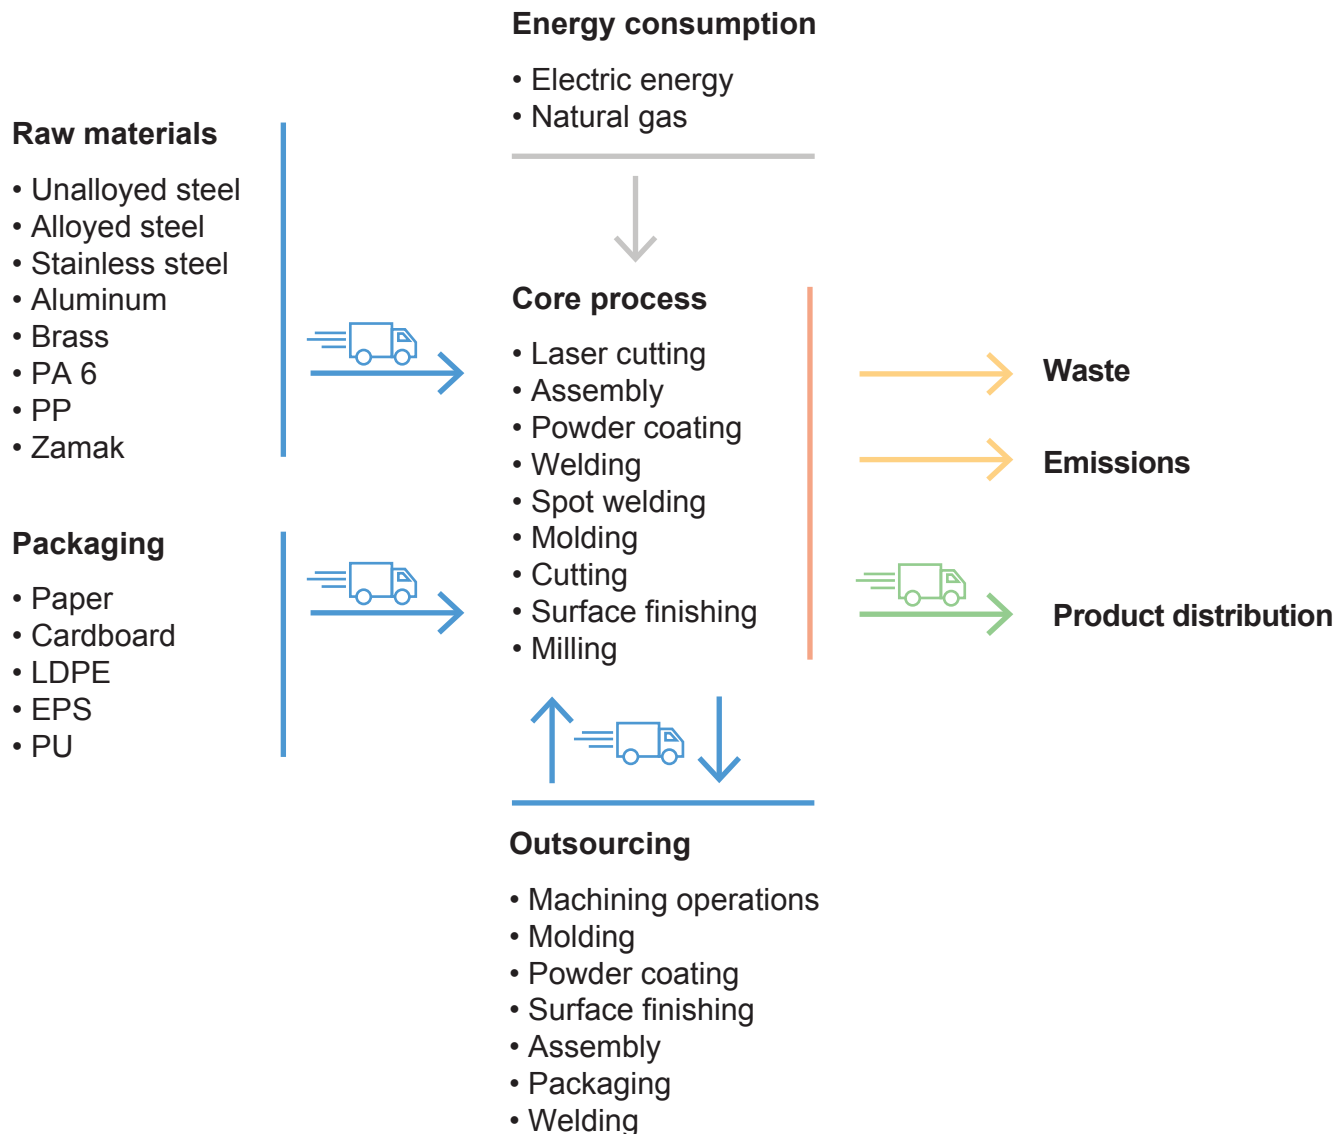 Energy consumption
• Electric energy
• Natural gas
Raw materials
• Unalloyed steel
• Alloyed steel
• Stainless steel
• Aluminum
• Brass
• PA 6
• PP
• Zamak
Packaging
• Paper
• Cardboard
• LDPE
• EPS
• PU
Core process
• Laser cutting
• Assembly
• Powder coating
• Welding
• Spot welding
• Molding
• Cutting
• Surface finishing
• Milling
Waste
Emissions
Product distribution
Outsourcing
• Machining operations
• Molding
• Powder coating
• Surface finishing
• Assembly
• Packaging
• Welding